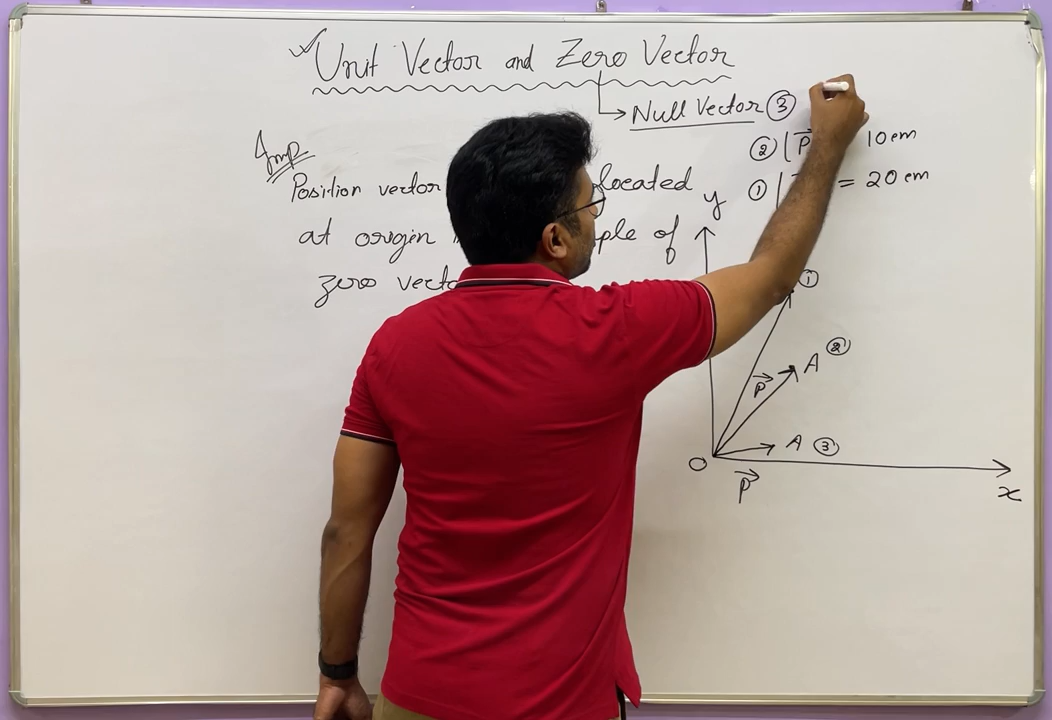 Unit Vector and Zero Vector
Null Vector ③
② |P⃗ 10 cm
① | = 20 cm
Imp
Position vector located
at origin ple of
zero vect
y
①
A ②
P⃗
A ③
O
P⃗
x